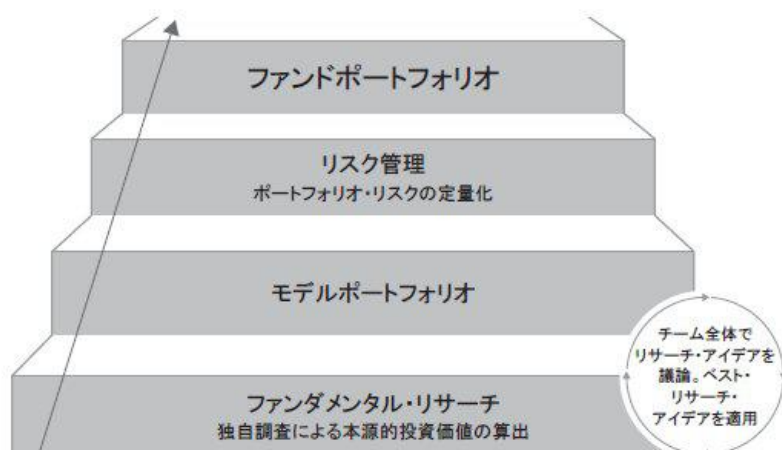 ファンドポートフォリオ
リスク管理
ポートフォリオ・リスクの定量化
モデルポートフォリオ
チーム全体で
リサーチ・アイデアを
議論。ベスト・
リサーチ・
アイデアを適用
ファンダメンタル・リサーチ
独自調査による本源的投資価値の算出